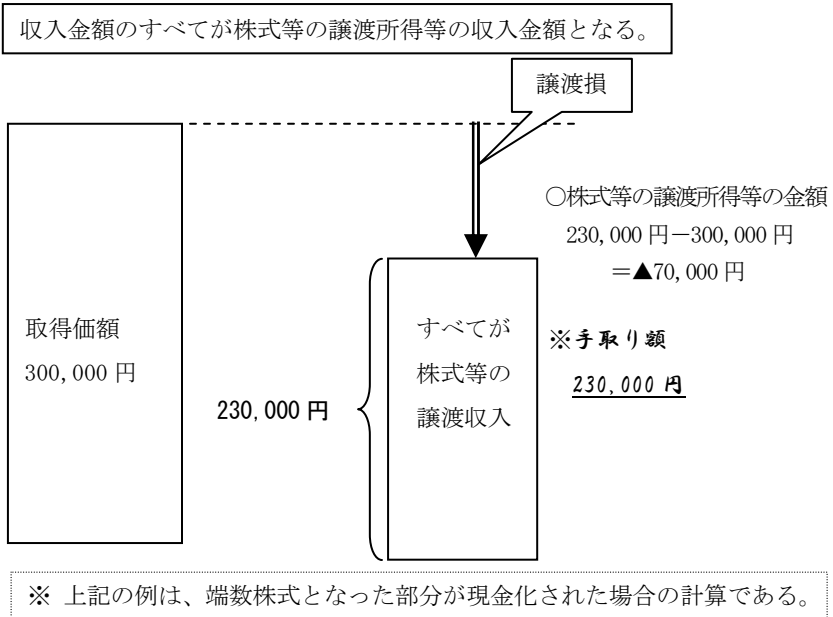 収入金額のすべてが株式等の譲渡所得等の収入金額となる。
譲渡損
○株式等の譲渡所得等の金額
230,000円－300,000円
＝▲70,000円
取得価額
300,000円
230,000円
すべてが
株式等の
譲渡収入
※手取り額
230,000円
※ 上記の例は、端数株式となった部分が現金化された場合の計算である。